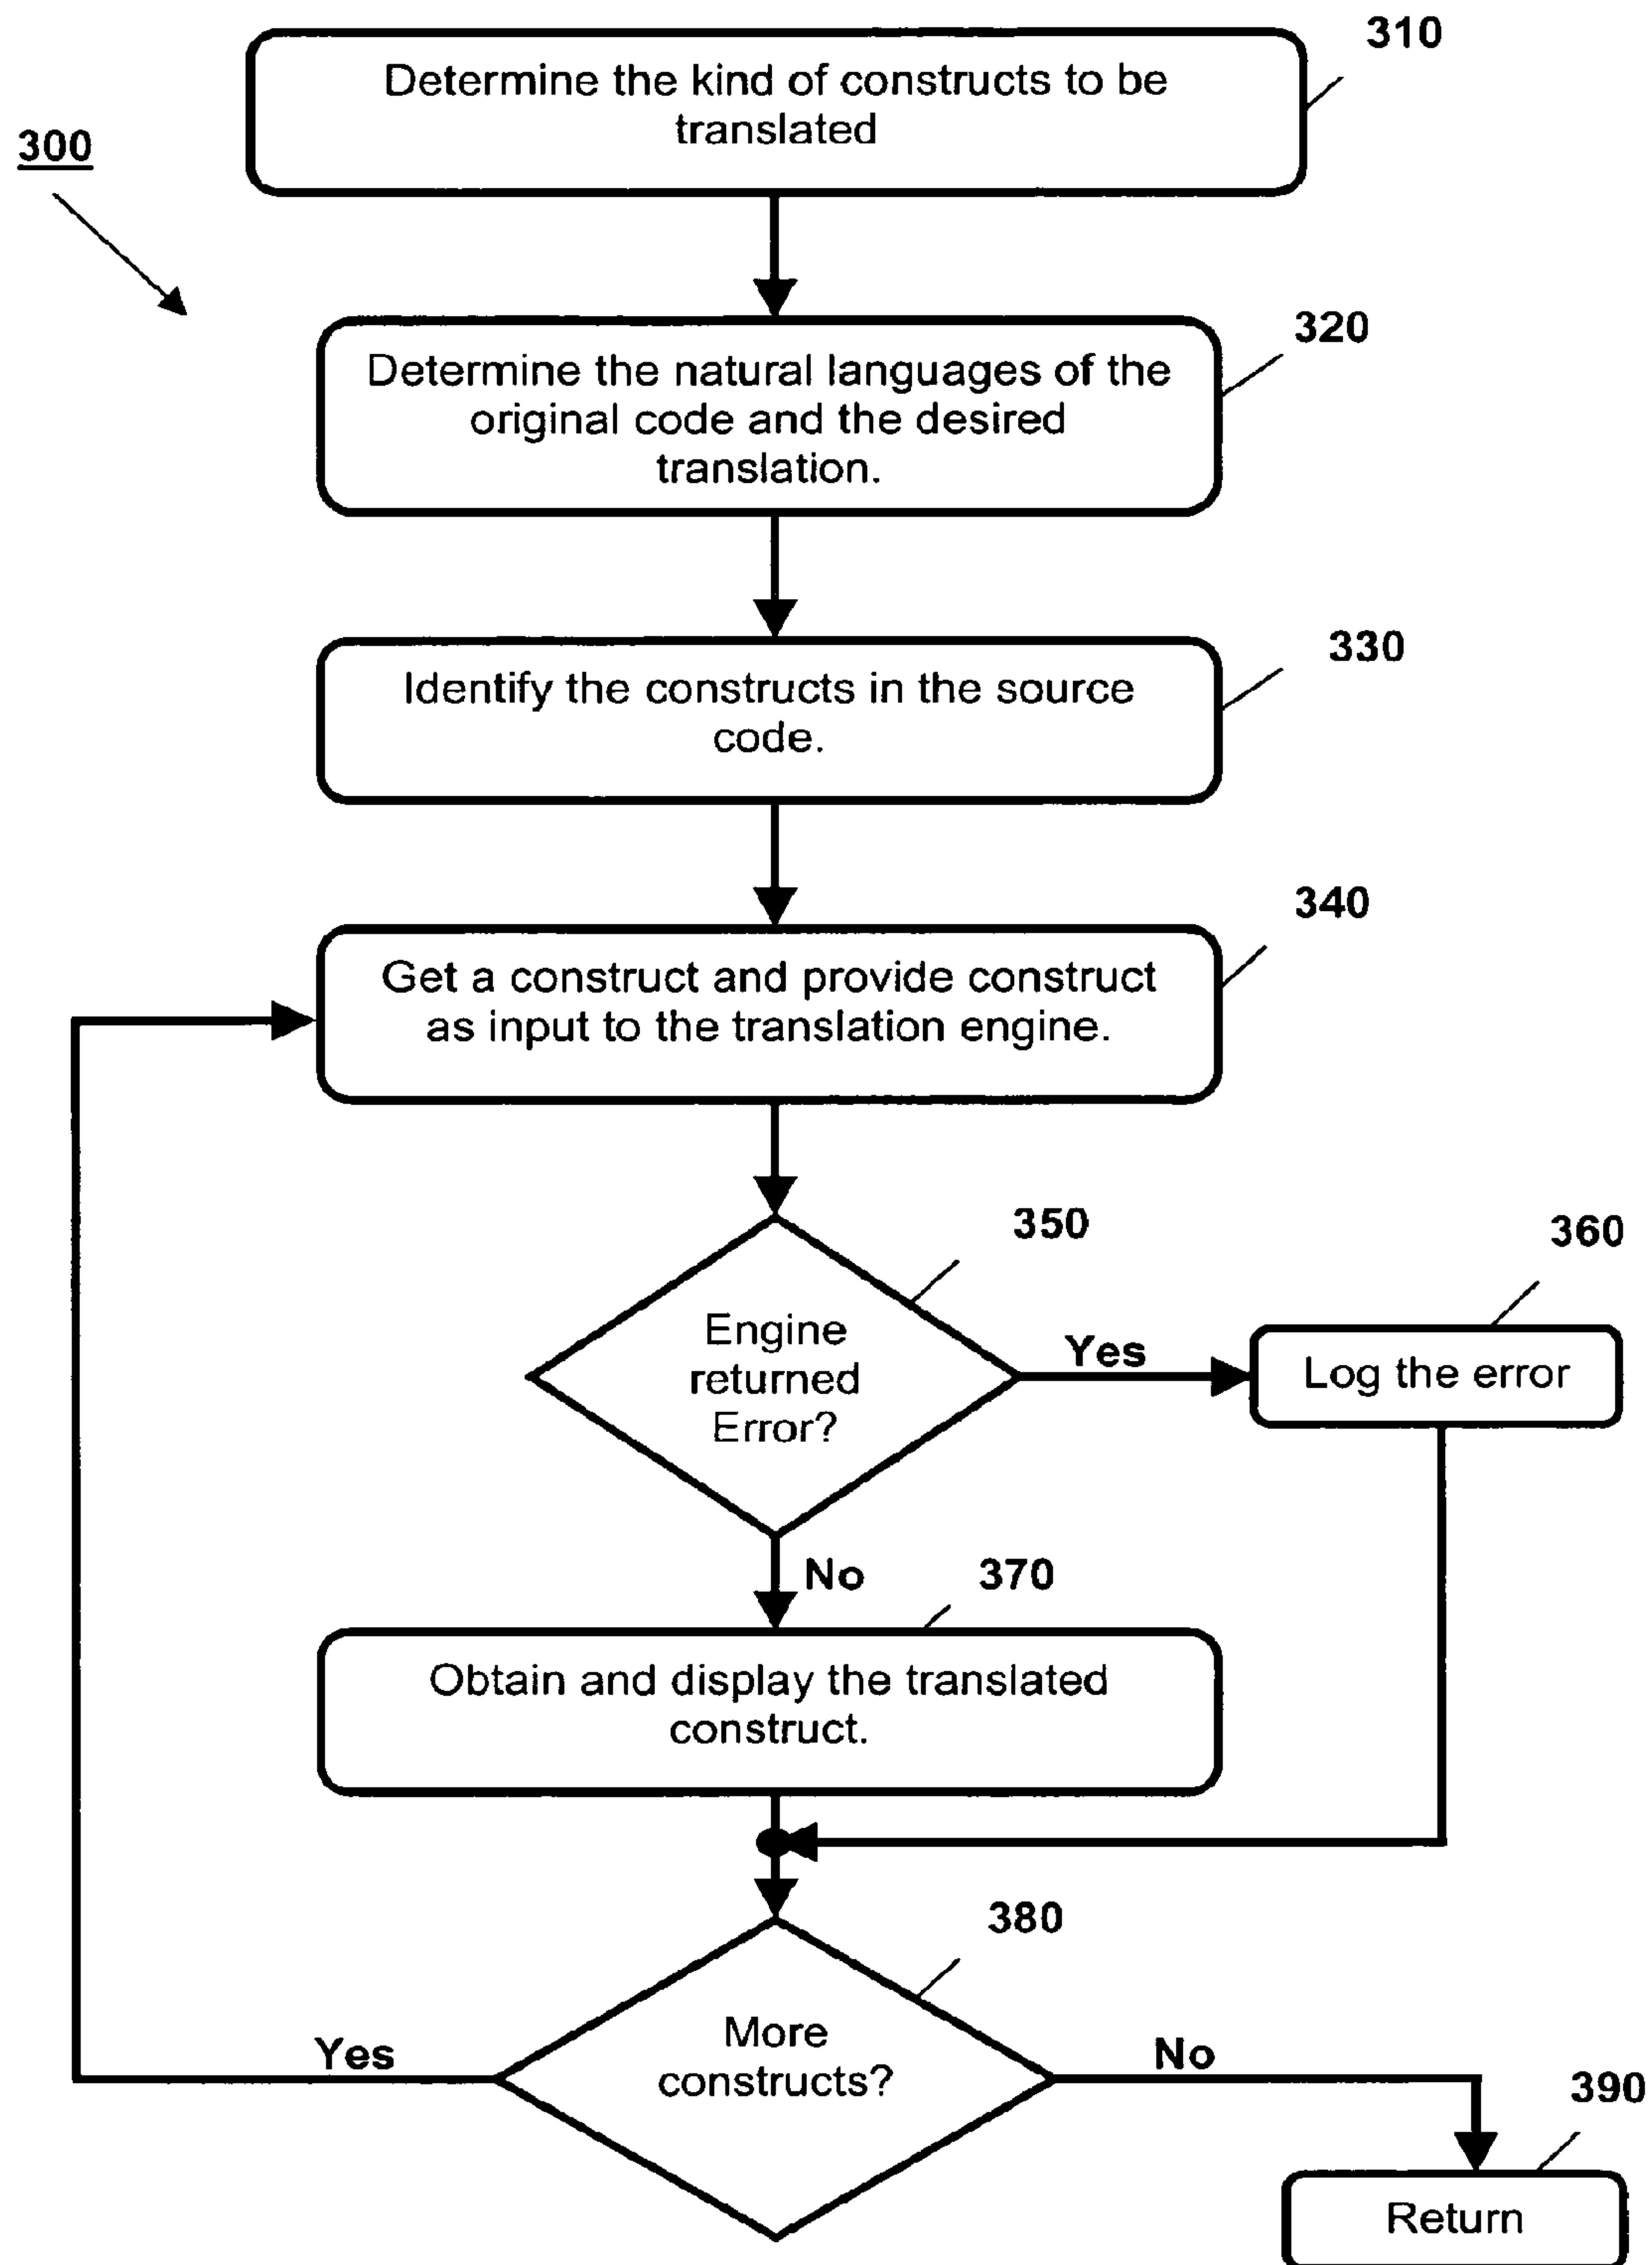 310
Determine the kind of constructs to be
translated
300
320
Determine the natural languages of the
original code and the desired
translation.
330
Identify the constructs in the source
code.
340
Get a construct and provide construct
as input to the translation engine.
350
360
Engine
returned
Error?
Yes
Log the error
No
370
Obtain and display the translated
construct.
380
More
constructs?
Yes
No
390
Return